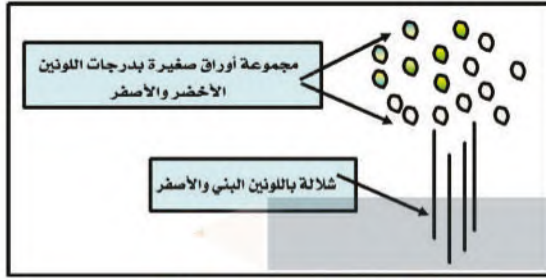 مجموعة أوراق صغيرة بدرجات اللونين
الأخضر والأصفر
شلالة باللونين البني والأصفر